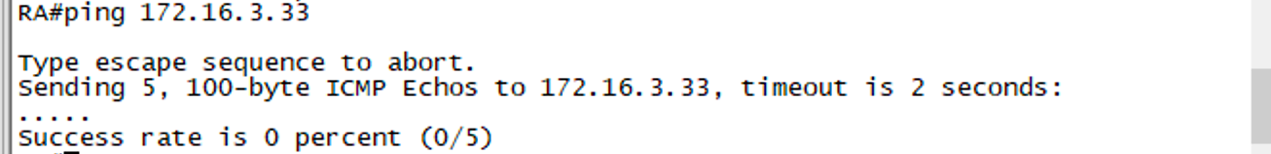 RA#ping 172.16.3.33
Type escape sequence to abort.
Sending 5, 100-byte ICMP Echos to 172.16.3.33, timeout is 2 seconds:
.....
Success rate is 0 percent (0/5)